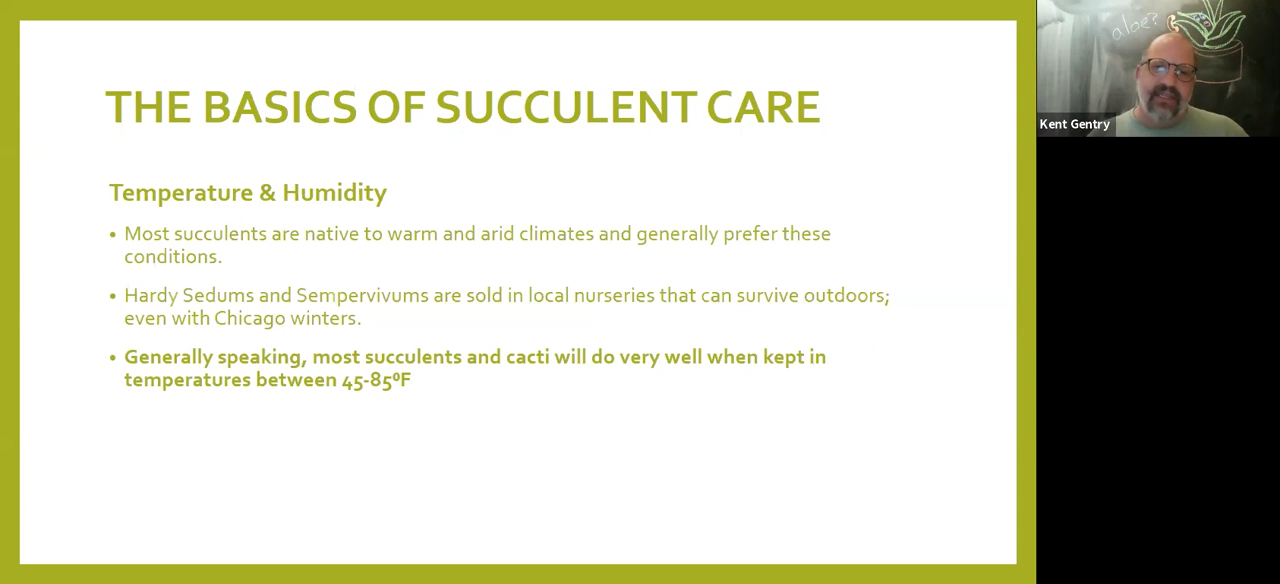 THE BASICS OF SUCCULENT CARE
Temperature & Humidity
• Most succulents are native to warm and arid climates and generally prefer these
conditions.
• Hardy Sedums and Sempervivums are sold in local nurseries that can survive outdoors;
even with Chicago winters.
• Generally speaking, most succulents and cacti will do very well when kept in
temperatures between 45-85ºF
aloe?
Kent Gentry